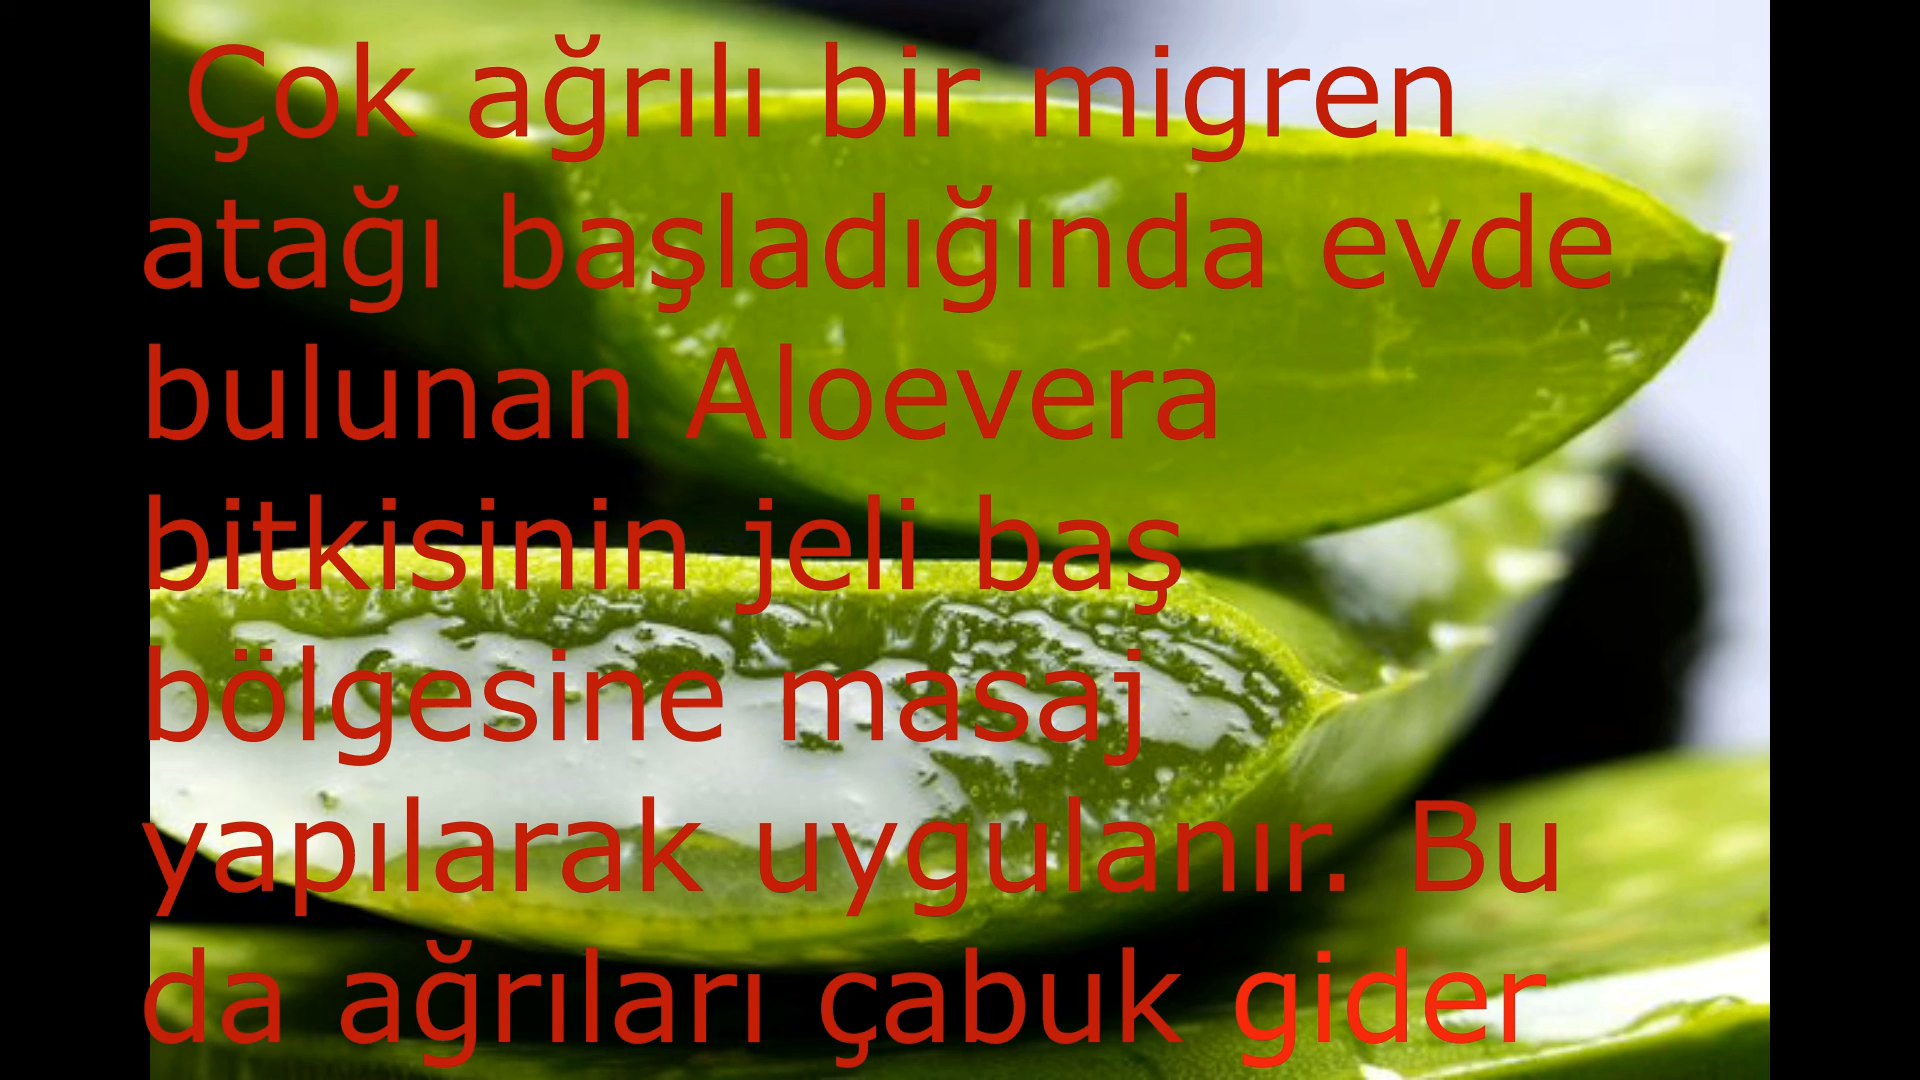 Çok ağrılı bir migren
atağı başladığında evde
bulunan Aloevera
bitkisinin jeli baş
bölgesine masaj
yapılarak uygulanır. Bu
da ağrıları çabuk gider